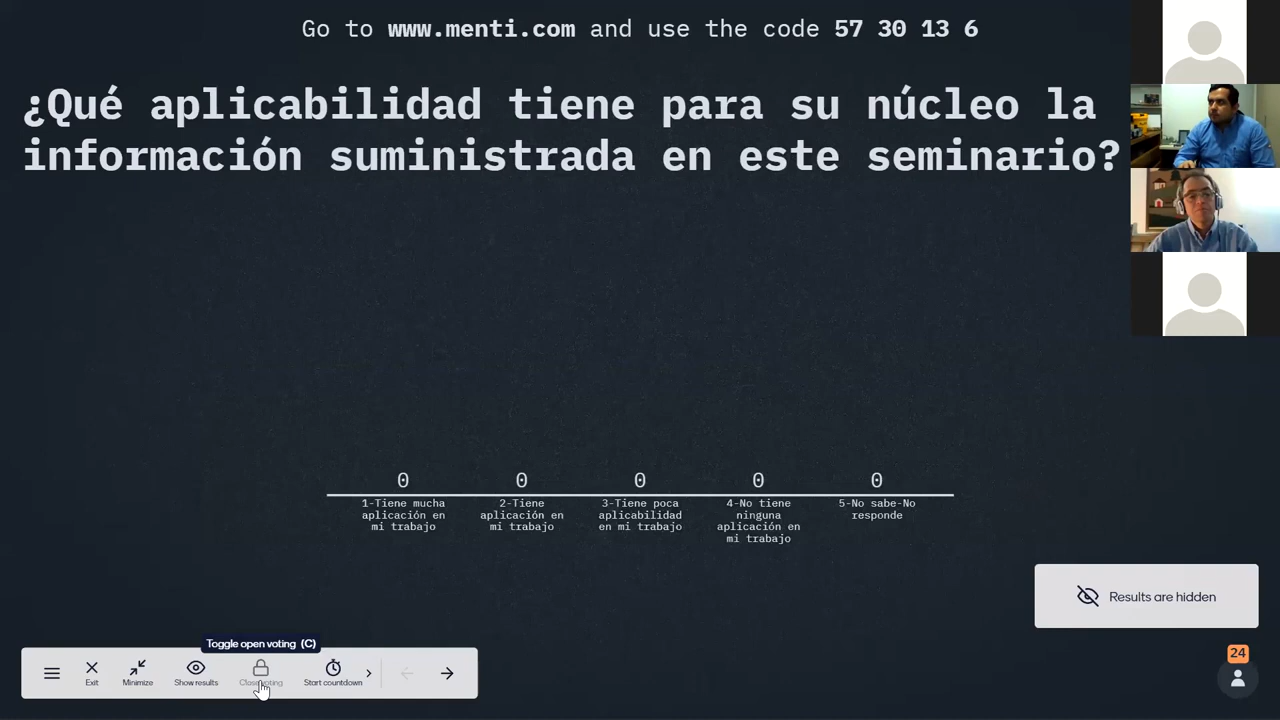 Go to www.menti.com and use the code 57 30 13 6
¿Qué aplicabilidad tiene para su núcleo la
información suministrada en este seminario?
0 0 0 0 0
1-Tiene mucha
aplicación en
mi trabajo
2-Tiene
aplicación en
mi trabajo
3-Tiene poca
aplicabilidad
en mi trabajo
4-No tiene
ninguna
aplicación en
mi trabajo
5-No sabe-No
responde
Results are hidden
Toggle open voting (C)
Exit
Minimize
Show results
Close voting
Start countdown
24